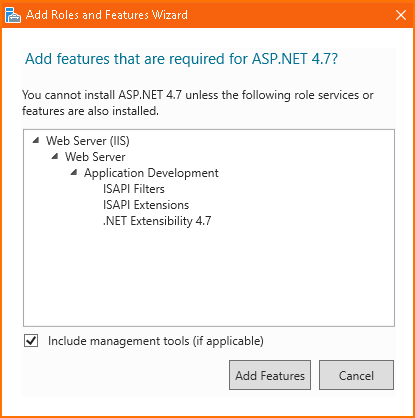 Add Roles and Features Wizard
Add features that are required for ASP.NET 4.7?
You cannot install ASP.NET 4.7 unless the following role services or
features are also installed.
Web Server (IIS)
Web Server
Application Development
ISAPI Filters
ISAPI Extensions
.NET Extensibility 4.7
Include management tools (if applicable)
Add Features
Cancel